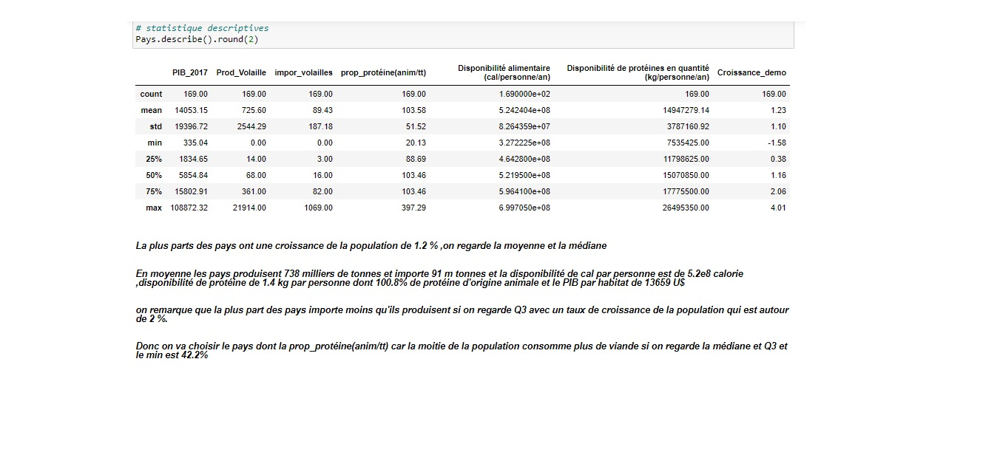 # statistique descriptives
Pays.describe().round(2)
PIB_2017 Prod_Volaille impor_volailles prop_protéine(anim/tt) Disponibilité alimentaire (cal/personne/an) Disponibilité de protéines en quantité (kg/personne/an) Croissance_demo
count 169.00 169.00 169.00 169.00 1.690000e+02 169.00 169.00
mean 14053.15 725.60 89.43 103.58 5.242404e+08 14947279.14 1.23
std 19396.72 2544.29 187.18 51.52 8.264359e+07 3787160.92 1.10
min 335.04 0.00 0.00 20.13 3.272225e+08 7535425.00 -1.58
25% 1834.65 14.00 3.00 88.69 4.642800e+08 11798625.00 0.38
50% 5854.84 68.00 16.00 103.46 5.219500e+08 15070850.00 1.16
75% 15802.91 361.00 82.00 103.46 5.964100e+08 17775500.00 2.06
max 108872.32 21914.00 1069.00 397.29 6.997050e+08 26495350.00 4.01
La plus parts des pays ont une croissance de la population de 1.2 % ,on regarde la moyenne et la médiane
En moyenne les pays produisent 738 milliers de tonnes et importe 91 m tonnes et la disponibilité de cal par personne est de 5.2e8 calorie
,disponibilité de protéine de 1.4 kg par personne dont 100.8% de protéine d'origine animale et le PIB par habitat de 13659 U$
on remarque que la plus part des pays importe moins qu'ils produisent si on regarde Q3 avec un taux de croissance de la population qui est autour
de 2 %.
Donc on va choisir le pays dont la prop_protéine(anim/tt) car la moitie de la population consomme plus de viande si on regarde la médiane et Q3 et
le min est 42.2%